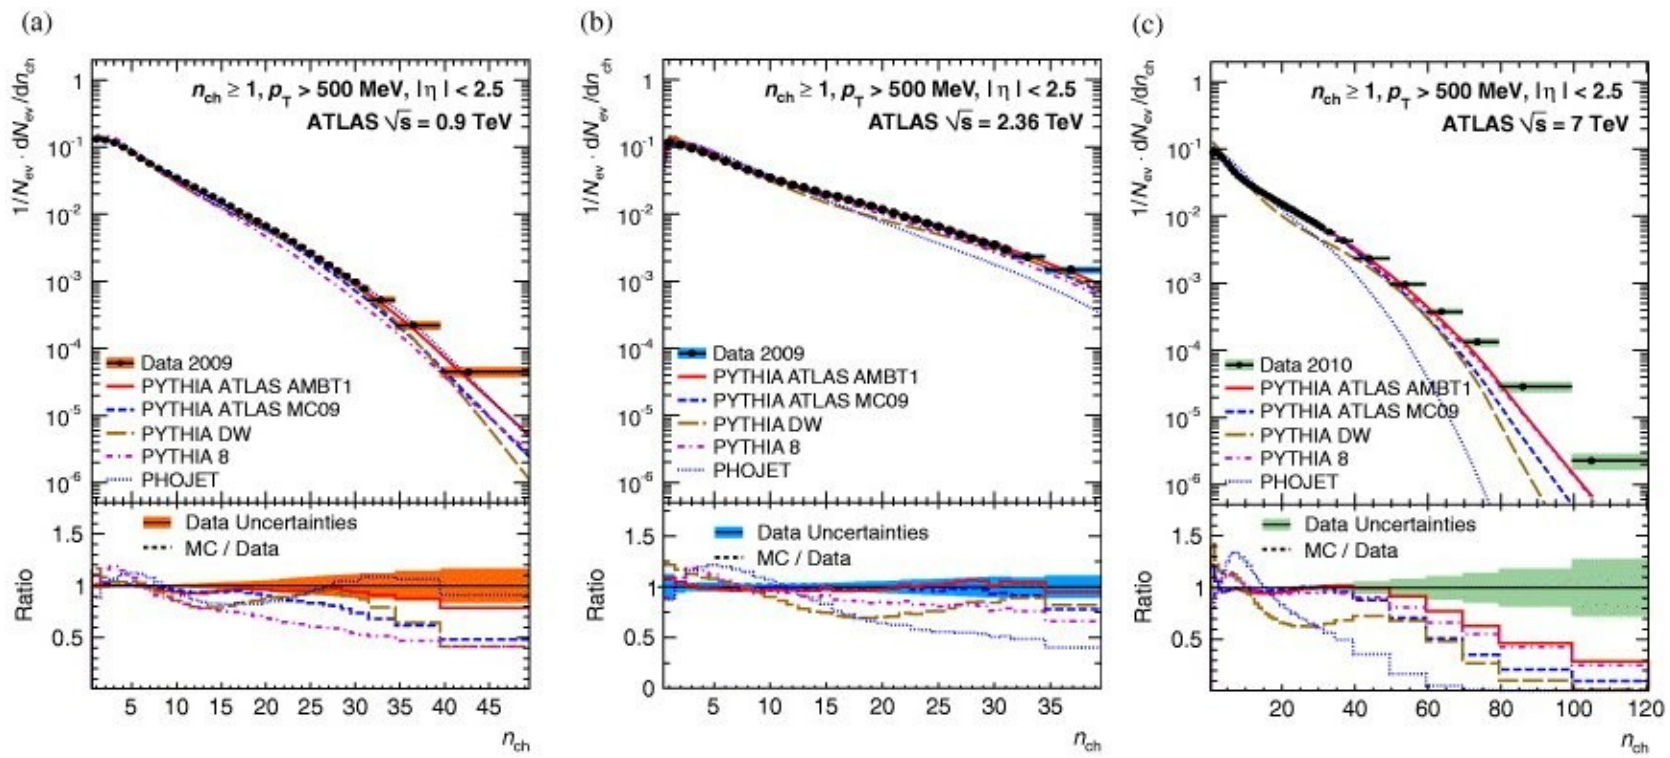 (a)
1/N_ev · dN_ev/dn_ch
1
10⁻¹
10⁻²
10⁻³
10⁻⁴
10⁻⁵
10⁻⁶
n_ch ≥ 1, p_T > 500 MeV, |η| < 2.5
ATLAS √s = 0.9 TeV
Data 2009
PYTHIA ATLAS AMBT1
PYTHIA ATLAS MC09
PYTHIA DW
PYTHIA 8
PHOJET
Ratio
1.5
1
0.5
Data Uncertainties
MC / Data
5 10 15 20 25 30 35 40 45
n_ch
(b)
1/N_ev · dN_ev/dn_ch
1
10⁻¹
10⁻²
10⁻³
10⁻⁴
10⁻⁵
10⁻⁶
n_ch ≥ 1, p_T > 500 MeV, |η| < 2.5
ATLAS √s = 2.36 TeV
Data 2009
PYTHIA ATLAS AMBT1
PYTHIA ATLAS MC09
PYTHIA DW
PYTHIA 8
PHOJET
Ratio
1.5
1
0.5
0
Data Uncertainties
MC / Data
5 10 15 20 25 30 35
n_ch
(c)
1/N_ev · dN_ev/dn_ch
1
10⁻¹
10⁻²
10⁻³
10⁻⁴
10⁻⁵
10⁻⁶
n_ch ≥ 1, p_T > 500 MeV, |η| < 2.5
ATLAS √s = 7 TeV
Data 2010
PYTHIA ATLAS AMBT1
PYTHIA ATLAS MC09
PYTHIA DW
PYTHIA 8
PHOJET
Ratio
1.5
1
0.5
Data Uncertainties
MC / Data
20 40 60 80 100 120
n_ch